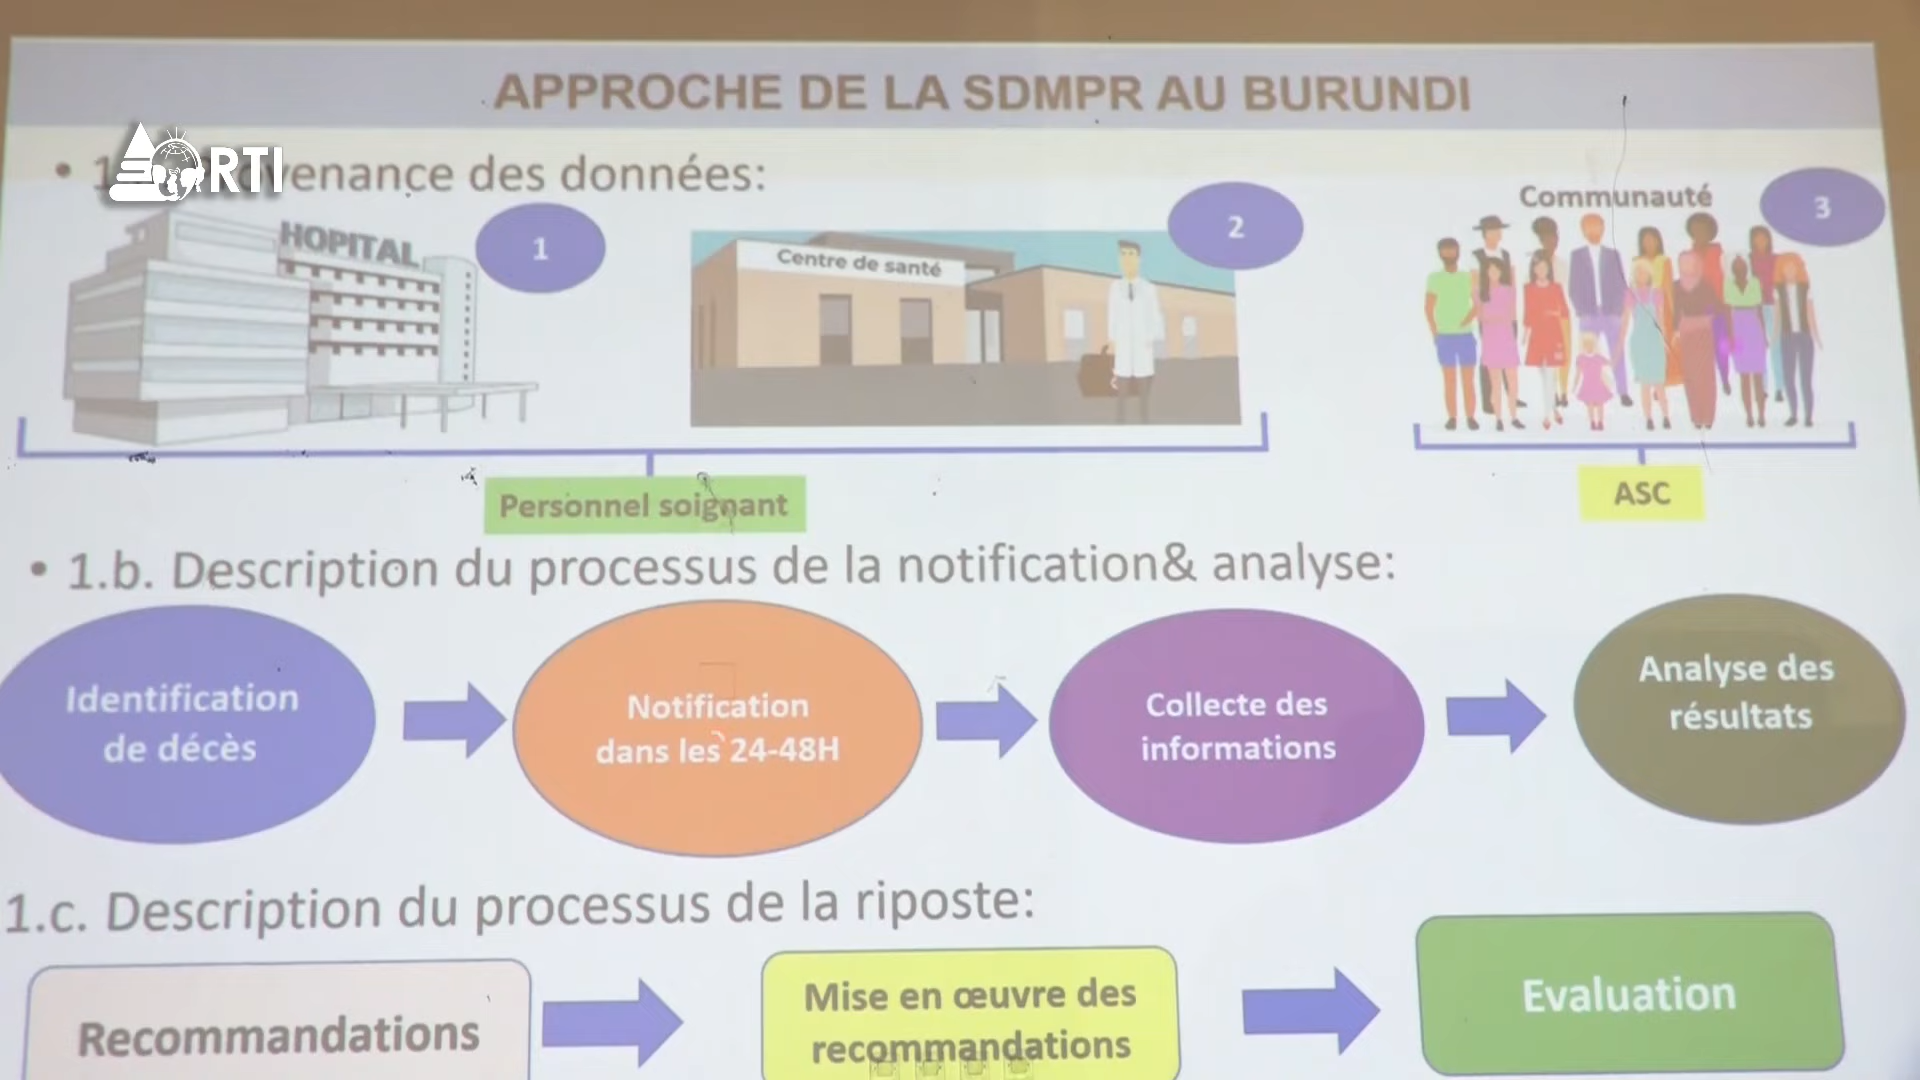 APPROCHE DE LA SDMPR AU BURUNDI
RTI
• 1. venance des données:
HOPITAL
1
Centre de santé
2
Communauté
3
Personnel soignant
ASC
• 1.b. Description du processus de la notification& analyse:
Identification
de décès
Notification
dans les 24-48H
Collecte des
informations
Analyse des
résultats
1.c. Description du processus de la riposte:
Recommandations
Mise en œuvre des
recommandations
Evaluation